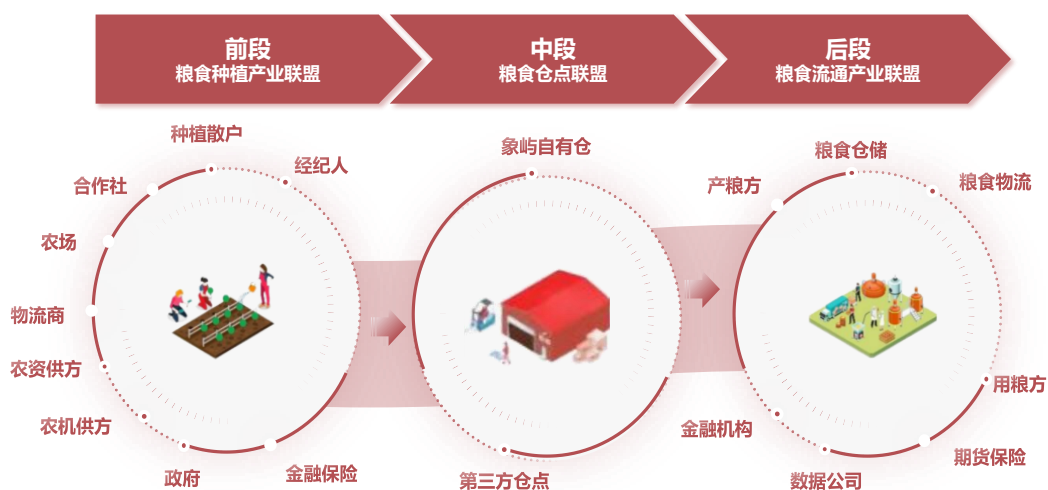 前段
粮食种植产业联盟
中段
粮食仓点联盟
后段
粮食流通产业联盟
种植散户
经纪人
合作社
农场
物流商
农资供方
农机供方
政府
金融保险
象屿自有仓
第三方仓点
粮食仓储
产粮方
粮食物流
用粮方
金融机构
期货保险
数据公司